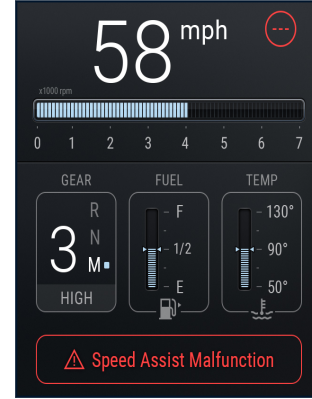 58 mph
---
x1000 rpm
0 1 2 3 4 5 6 7
GEAR FUEL TEMP
R F 130°
3 N 1/2 90°
M E 50°
HIGH
Speed Assist Malfunction